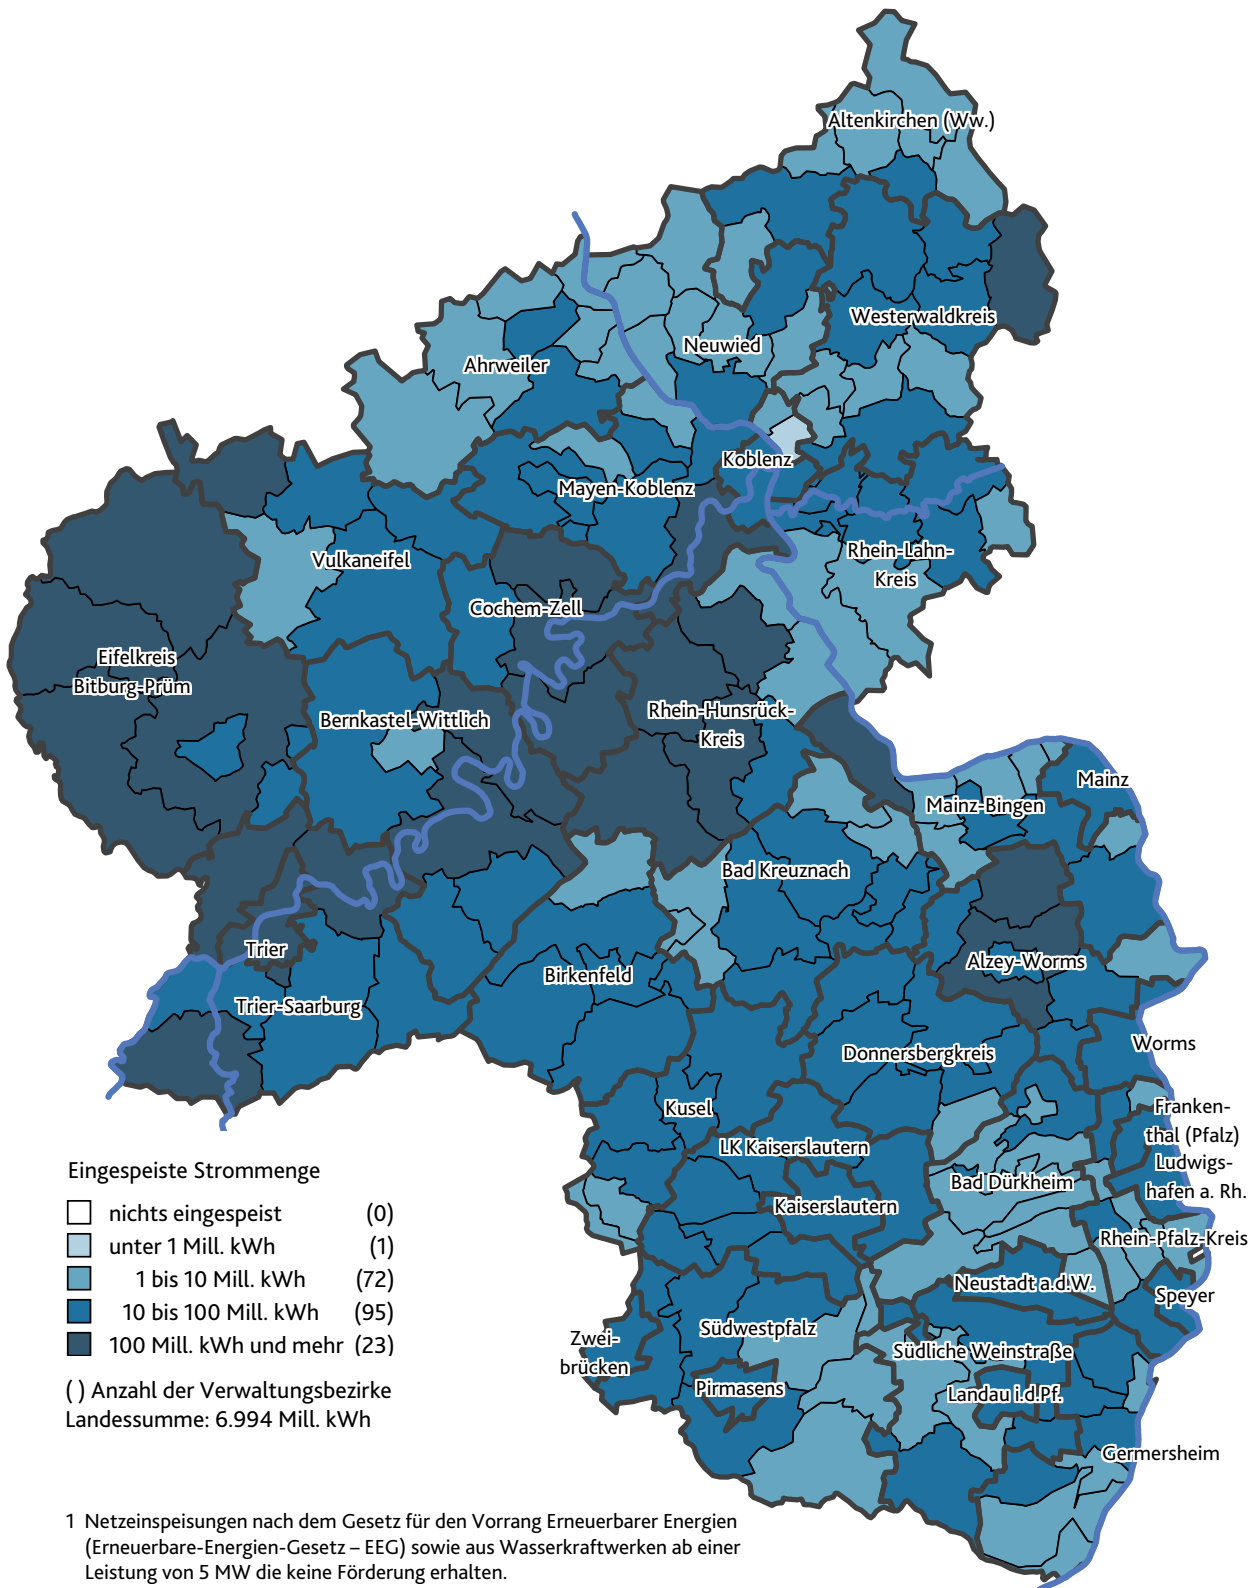 Altenkirchen (Ww.)
Westerwaldkreis
Neuwied
Ahrweiler
Koblenz
Mayen-Koblenz
Rhein-Lahn-
Kreis
Vulkaneifel
Cochem-Zell
Eifelkreis
Bitburg-Prüm
Bernkastel-Wittlich
Rhein-Hunsrück-
Kreis
Mainz
Mainz-Bingen
Bad Kreuznach
Trier
Alzey-Worms
Birkenfeld
Trier-Saarburg
Donnersbergkreis
Worms
Kusel
Franken-
thal (Pfalz)
LK Kaiserslautern
Ludwigs-
hafen a. Rh.
Bad Dürkheim
Kaiserslautern
Rhein-Pfalz-Kreis
Neustadt a.d.W.
Speyer
Südwestpfalz
Zwei-
brücken
Südliche Weinstraße
Pirmasens
Landau i.d.Pf.
Germersheim
Eingespeiste Strommenge
nichts eingespeist (0)
unter 1 Mill. kWh (1)
1 bis 10 Mill. kWh (72)
10 bis 100 Mill. kWh (95)
100 Mill. kWh und mehr (23)
( ) Anzahl der Verwaltungsbezirke
Landessumme: 6.994 Mill. kWh
1 Netzeinspeisungen nach dem Gesetz für den Vorrang Erneuerbarer Energien
(Erneuerbare-Energien-Gesetz – EEG) sowie aus Wasserkraftwerken ab einer
Leistung von 5 MW die keine Förderung erhalten.